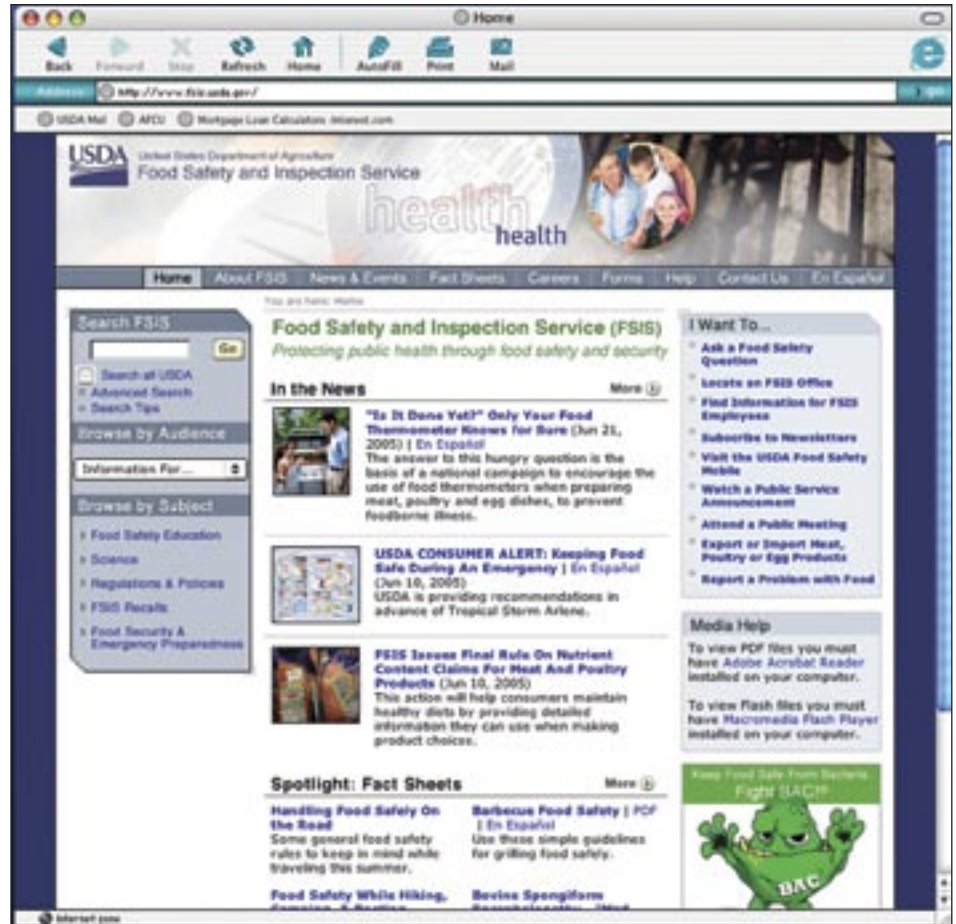 Home
Back Forward Stop Refresh Home AutoFill Print Mail
Address http://www.fsis.usda.gov/ go
USDA Mail AFCU Mortgage Loan Calculators
USDA United States Department of Agriculture
Food Safety and Inspection Service
health
health
Home About FSIS News & Events Fact Sheets Careers Forms Help Contact Us En Español
You are here: Home
Search FSIS
Go
Search all USDA
Advanced Search
Search Tips
Browse by Audience
Information For...
Browse by Subject
Food Safety Education
Science
Regulations & Policies
FSIS Recalls
Food Security &
Emergency Preparedness
Food Safety and Inspection Service (FSIS)
Protecting public health through food safety and security
In the News More
"Is It Done Yet?" Only Your Food
Thermometer Knows for Sure (Jun 21,
2005) | En Español
The answer to this hungry question is the
basis of a national campaign to encourage the
use of food thermometers when preparing
meat, poultry and egg dishes, to prevent
foodborne illness.
USDA CONSUMER ALERT: Keeping Food
Safe During An Emergency | En Español
(Jun 10, 2005)
USDA is providing recommendations in
advance of Tropical Storm Arlene.
FSIS Issues Final Rule On Nutrient
Content Claims For Meat And Poultry
Products (Jun 10, 2005)
This action will help consumers maintain
healthy diets by providing detailed
information they can use when making
product choices.
Spotlight: Fact Sheets More
Handling Food Safely On
the Road
Some general food safety
rules to keep in mind while
traveling this summer.
Food Safety While Hiking,
Barbecue Food Safety | PDF
| En Español
Use these simple guidelines
for grilling food safely.
Bovine Spongiform
I Want To...
Ask a Food Safety
Question
Locate an FSIS Office
Find Information for FSIS
Employees
Subscribe to Newsletters
Visit the USDA Food Safety
Mobile
Watch a Public Service
Announcement
Attend a Public Meeting
Export or Import Meat,
Poultry or Egg Products
Report a Problem with Food
Media Help
To view PDF files you must
have Adobe Acrobat Reader
installed on your computer.
To view Flash files you must
have Macromedia Flash Player
installed on your computer.
Keep Food Safe From Bacteria
Fight BAC!
BAC
Internet zone